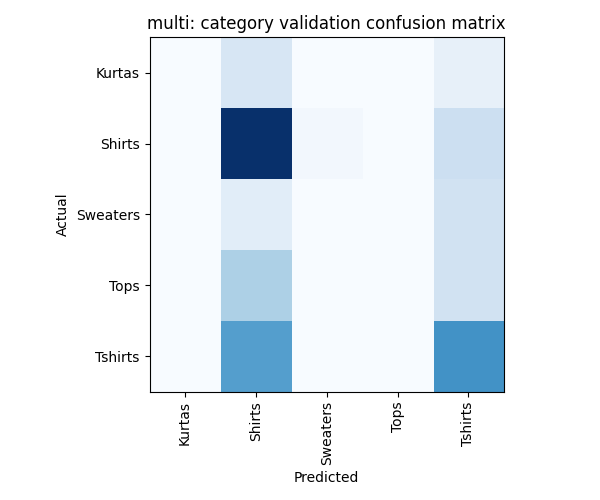 multi: category validation confusion matrix
Actual
Kurtas
Shirts
Sweaters
Tops
Tshirts
Kurtas
Shirts
Sweaters
Tops
Tshirts
Predicted